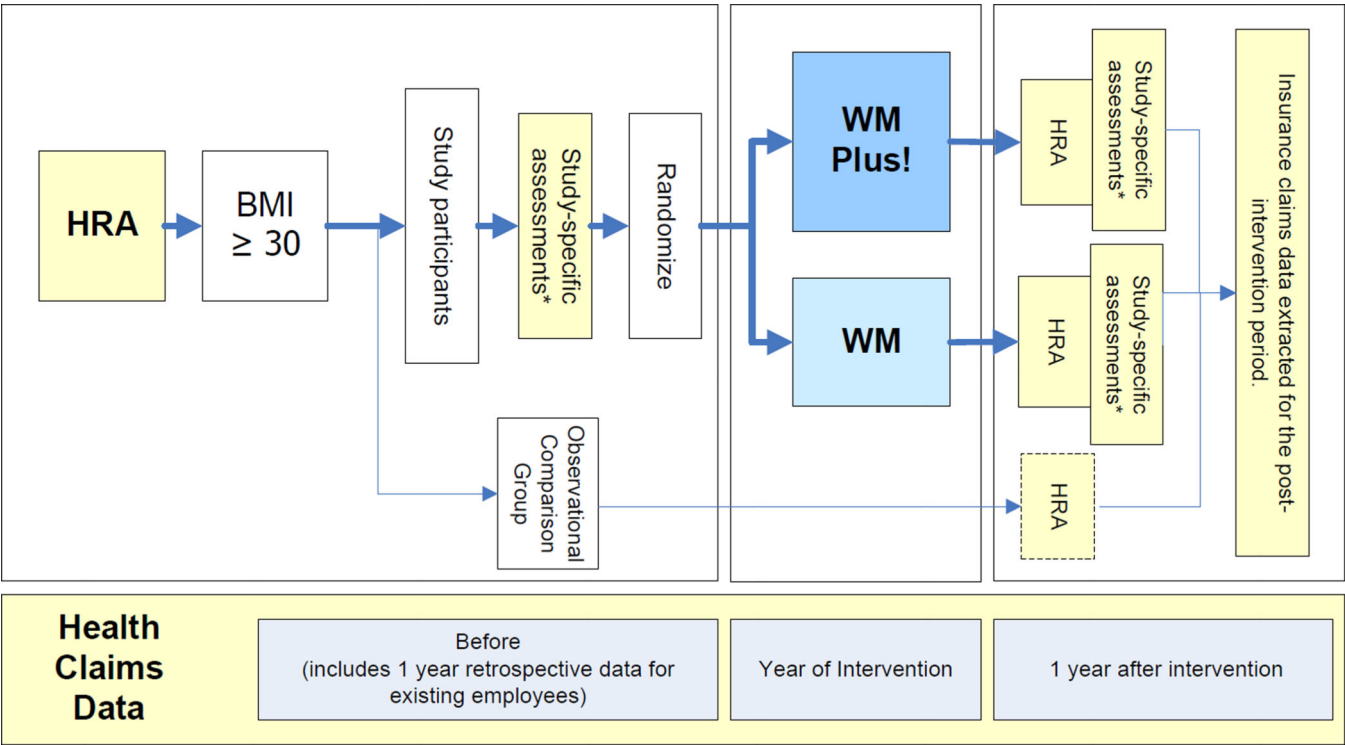 HRA
BMI
≥ 30
Study participants
Study-specific
assessments*
Randomize
Observational
Comparison
Group
WM
Plus!
WM
HRA
Study-specific
assessments*
HRA
Study-specific
assessments*
HRA
Insurance claims data extracted for the post-
intervention period.
Health
Claims
Data
Before
(includes 1 year retrospective data for
existing employees)
Year of Intervention
1 year after intervention